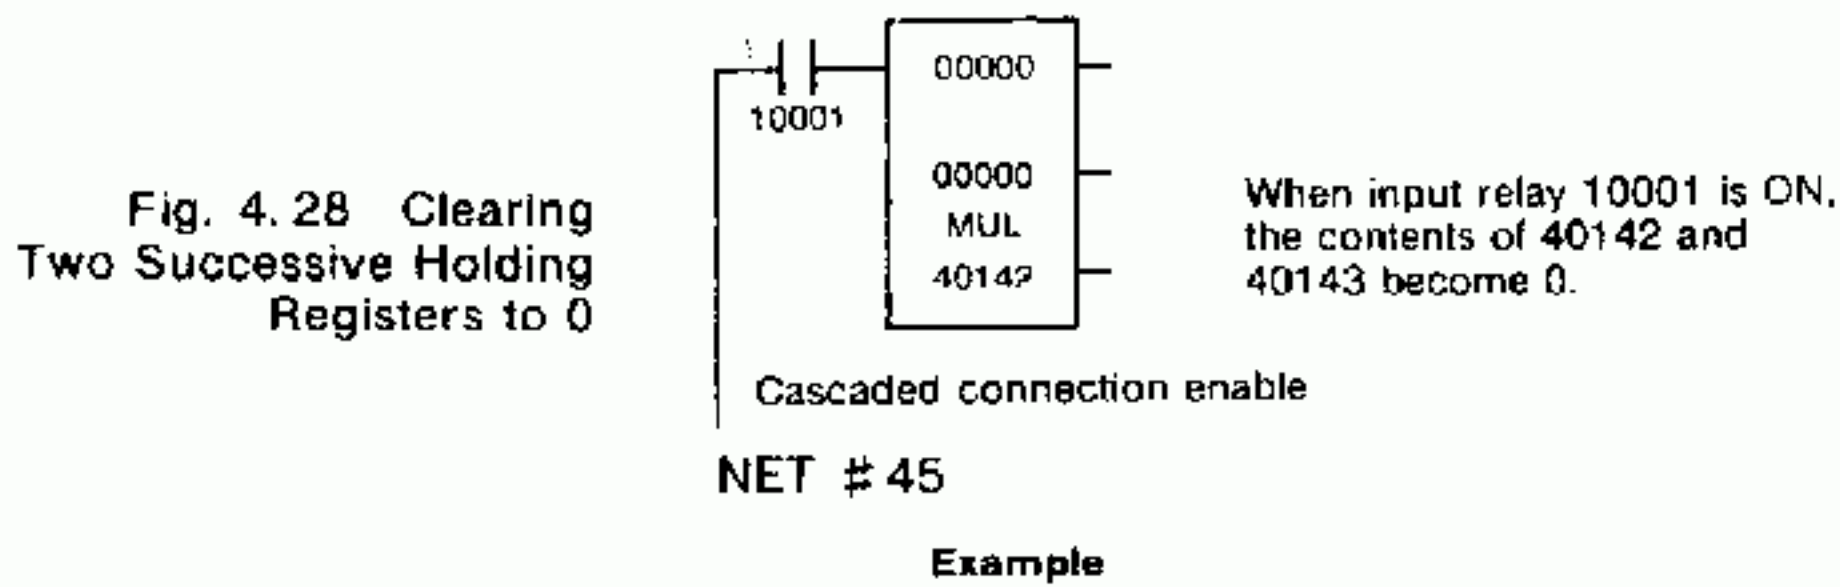 Fig. 4.28 Clearing
Two Successive Holding
Registers to 0
10001
00000
00000
MUL
40142
When input relay 10001 is ON,
the contents of 40142 and
40143 become 0.
Cascaded connection enable
NET #45
Example